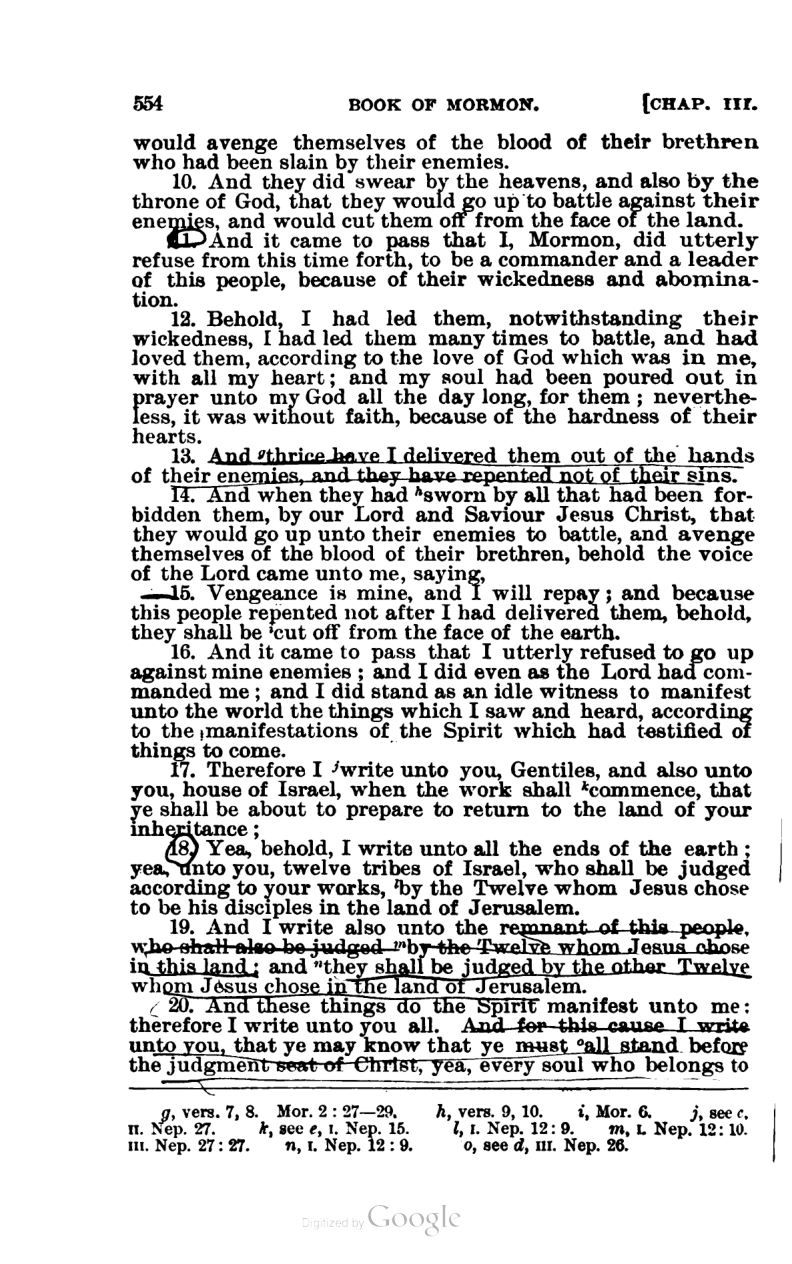 554 BOOK OF MORMON. [CHAP. III.
would avenge themselves of the blood of their brethren
who had been slain by their enemies.
10. And they did swear by the heavens, and also by the
throne of God, that they would go up to battle against their
enemies, and would cut them off from the face of the land.
11. And it came to pass that I, Mormon, did utterly
refuse from this time forth, to be a commander and a leader
of this people, because of their wickedness and abomina-
tion.
12. Behold, I had led them, notwithstanding their
wickedness, I had led them many times to battle, and had
loved them, according to the love of God which was in me,
with all my heart; and my soul had been poured out in
prayer unto my God all the day long, for them; neverthe-
less, it was without faith, because of the hardness of their
hearts.
13. And gthrice have I delivered them out of the hands
of their enemies, and they have repented not of their sins.
14. And when they had hsworn by all that had been for-
bidden them, by our Lord and Saviour Jesus Christ, that
they would go up unto their enemies to battle, and avenge
themselves of the blood of their brethren, behold the voice
of the Lord came unto me, saying,
15. Vengeance is mine, and I will repay; and because
this people repented not after I had delivered them, behold,
they shall be icut off from the face of the earth.
16. And it came to pass that I utterly refused to go up
against mine enemies; and I did even as the Lord had com-
manded me; and I did stand as an idle witness to manifest
unto the world the things which I saw and heard, according
to the manifestations of the Spirit which had testified of
things to come.
17. Therefore I jwrite unto you, Gentiles, and also unto
you, house of Israel, when the work shall kcommence, that
ye shall be about to prepare to return to the land of your
inheritance;
18. Yea, behold, I write unto all the ends of the earth;
yea, unto you, twelve tribes of Israel, who shall be judged
according to your works, lby the Twelve whom Jesus chose
to be his disciples in the land of Jerusalem.
19. And I write also unto the remnant of this people,
who shall also be judged mby the Twelve whom Jesus chose
in this land; and nthey shall be judged by the other Twelve
whom Jesus chose in the land of Jerusalem.
20. And these things do the Spirit manifest unto me:
therefore I write unto you all. And for this cause I write
unto you, that ye may know that ye must oall stand before
the judgment seat of Christ, yea, every soul who belongs to
g, vers. 7, 8. Mor. 2:27—29. h, vers. 9, 10. i, Mor. 6. j, see c,
II. Nep. 27. k, see e, I. Nep. 15. l, I. Nep. 12:9. m, I. Nep. 12:10.
III. Nep. 27:27. n, I. Nep. 12:9. o, see d, III. Nep. 26.
Digitized by Google